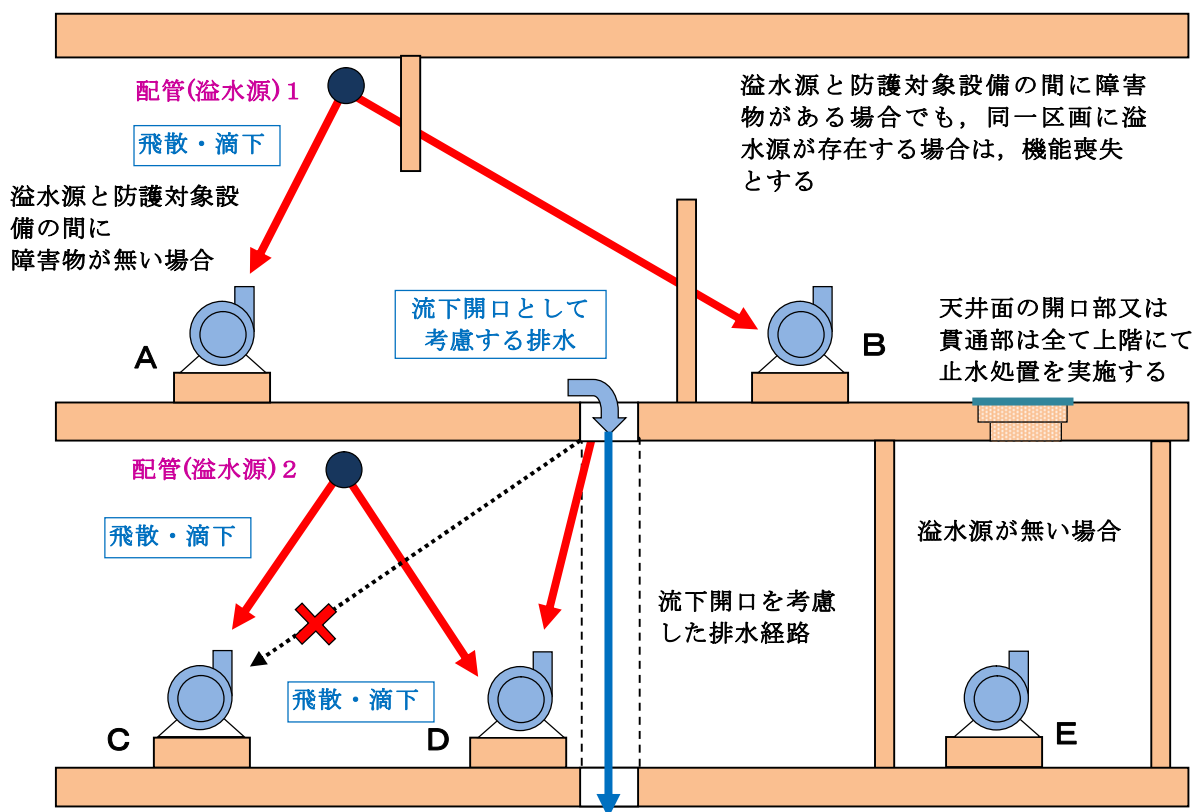 配管(溢水源)１
飛散・滴下
溢水源と防護対象設
備の間に
障害物が無い場合
溢水源と防護対象設備の間に障害
物がある場合でも，同一区画に溢
水源が存在する場合は，機能喪失
とする
流下開口として
考慮する排水
天井面の開口部又は
貫通部は全て上階にて
止水処置を実施する
A
B
配管(溢水源)２
飛散・滴下
溢水源が無い場合
流下開口を考慮
した排水経路
飛散・滴下
C
D
E